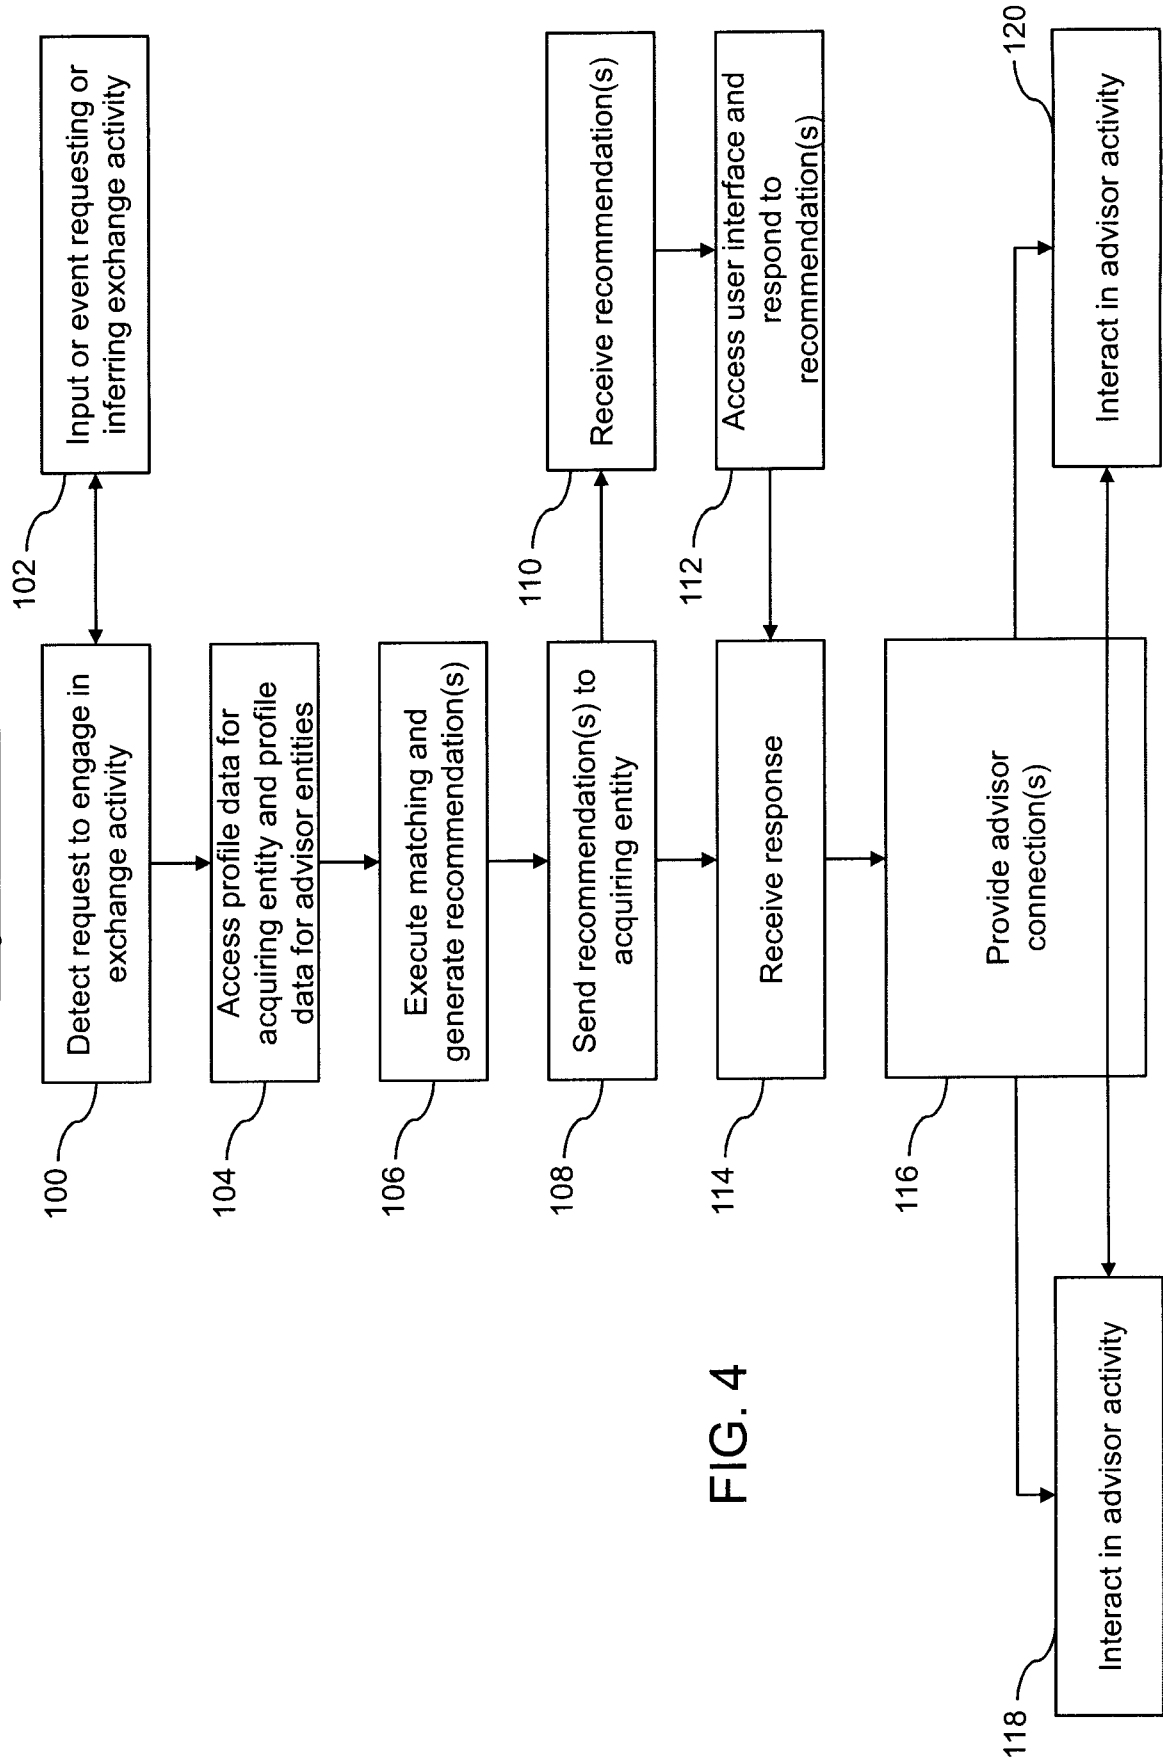 102
Input or event requesting or
inferring exchange activity
100
Detect request to engage in
exchange activity
104
Access profile data for
acquiring entity and profile
data for advisor entities
106
Execute matching and
generate recommendation(s)
108
Send recommendation(s) to
acquiring entity
110
Receive recommendation(s)
112
Access user interface and
respond to
recommendation(s)
114
Receive response
116
Provide advisor
connection(s)
118
Interact in advisor activity
120
Interact in advisor activity
FIG. 4